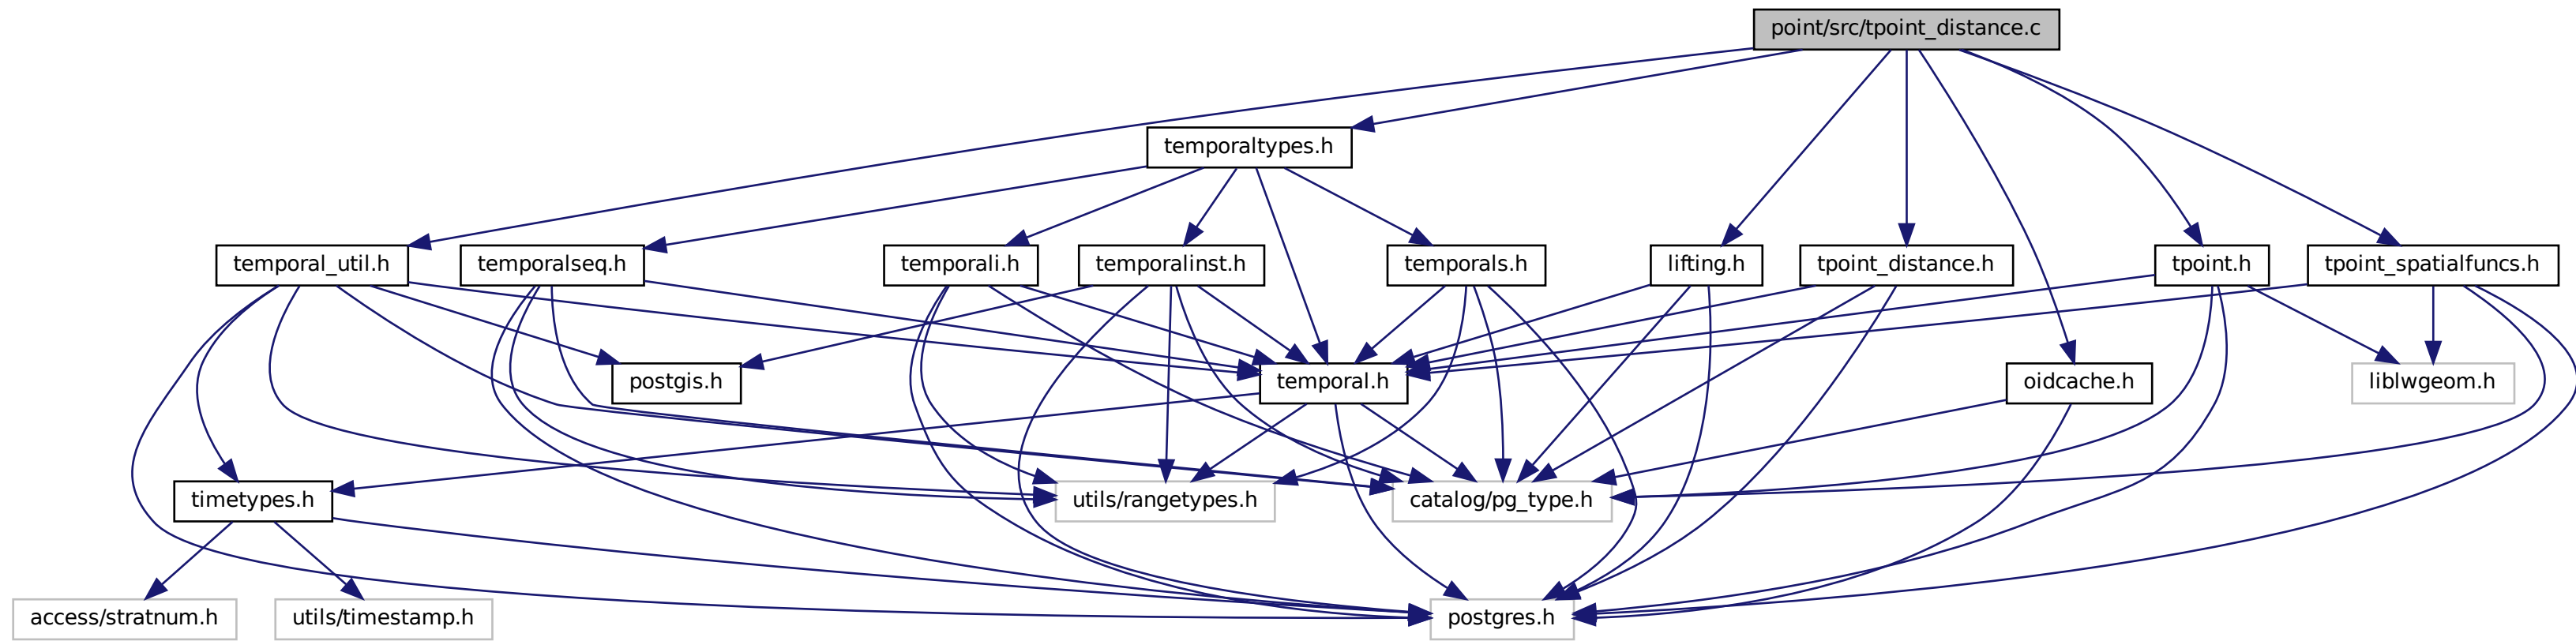 point/src/tpoint_distance.c
temporaltypes.h
temporal_util.h
temporalseq.h
temporali.h
temporalinst.h
temporals.h
lifting.h
tpoint_distance.h
tpoint.h
tpoint_spatialfuncs.h
postgis.h
temporal.h
oidcache.h
liblwgeom.h
timetypes.h
utils/rangetypes.h
catalog/pg_type.h
access/stratnum.h
utils/timestamp.h
postgres.h